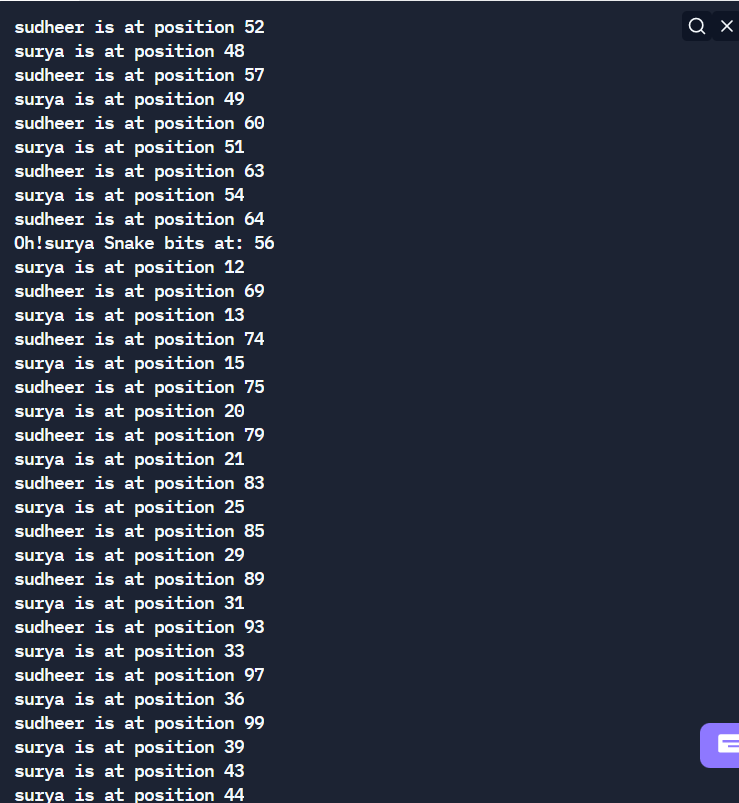 sudheer is at position 52
surya is at position 48
sudheer is at position 57
surya is at position 49
sudheer is at position 60
surya is at position 51
sudheer is at position 63
surya is at position 54
sudheer is at position 64
Oh!surya Snake bits at: 56
surya is at position 12
sudheer is at position 69
surya is at position 13
sudheer is at position 74
surya is at position 15
sudheer is at position 75
surya is at position 20
sudheer is at position 79
surya is at position 21
sudheer is at position 83
surya is at position 25
sudheer is at position 85
surya is at position 29
sudheer is at position 89
surya is at position 31
sudheer is at position 93
surya is at position 33
sudheer is at position 97
surya is at position 36
sudheer is at position 99
surya is at position 39
surya is at position 43
surya is at position 44